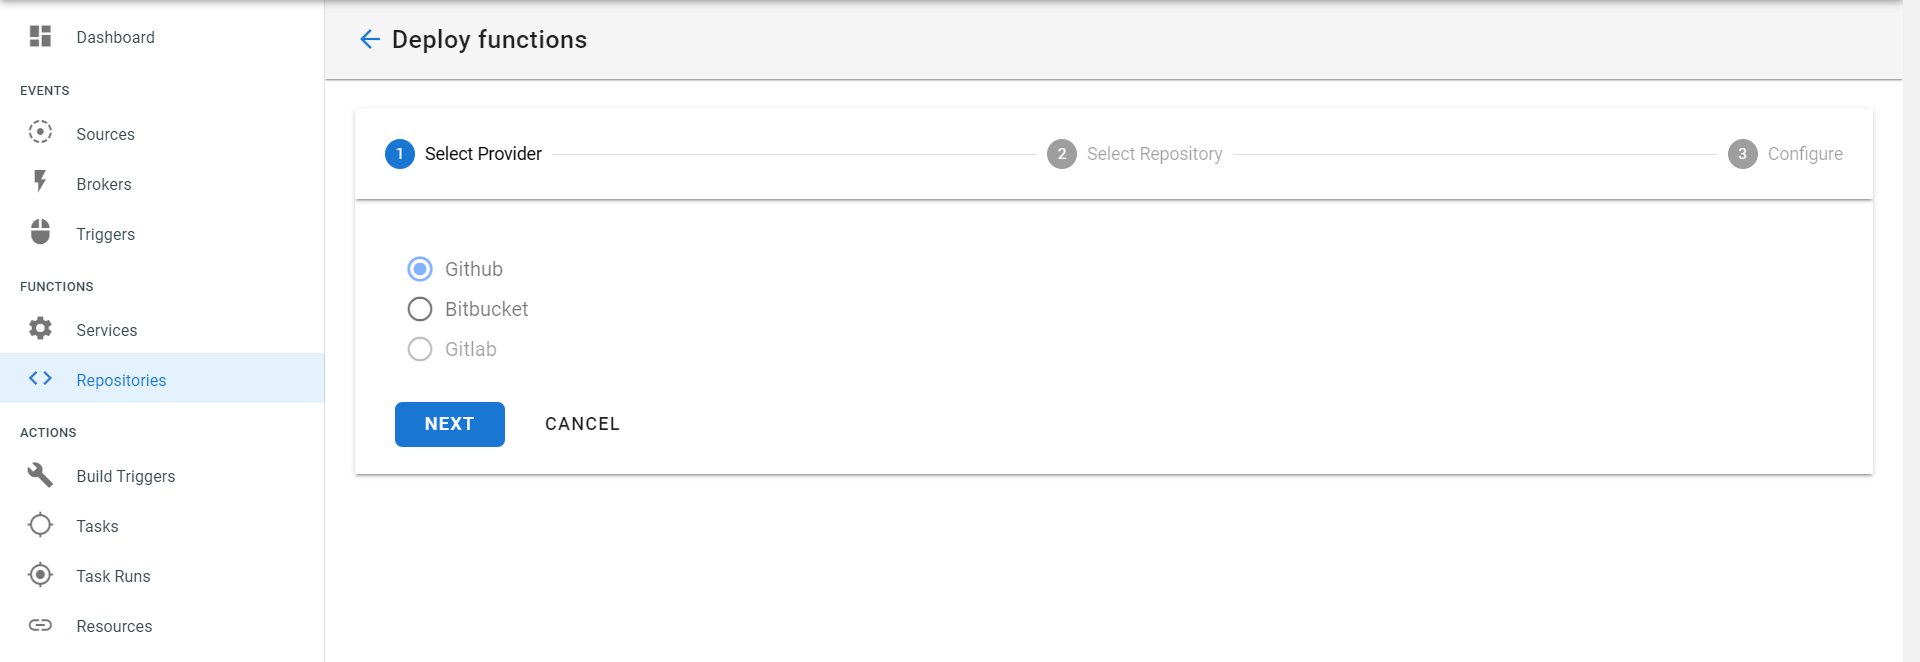 Dashboard
EVENTS
Sources
Brokers
Triggers
FUNCTIONS
Services
Repositories
ACTIONS
Build Triggers
Tasks
Task Runs
Resources
Deploy functions
1 Select Provider
2 Select Repository
3 Configure
Github
Bitbucket
Gitlab
NEXT CANCEL